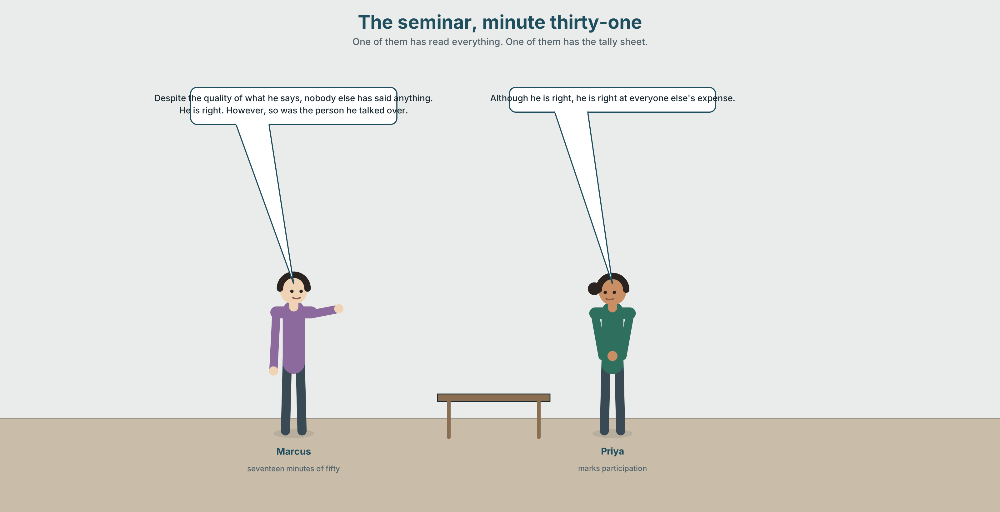 The seminar, minute thirty-one
One of them has read everything. One of them has the tally sheet.
Despite the quality of what he says, nobody else has said anything.
He is right. However, so was the person he talked over.
Although he is right, he is right at everyone else's expense.
Marcus
seventeen minutes of fifty
Priya
marks participation